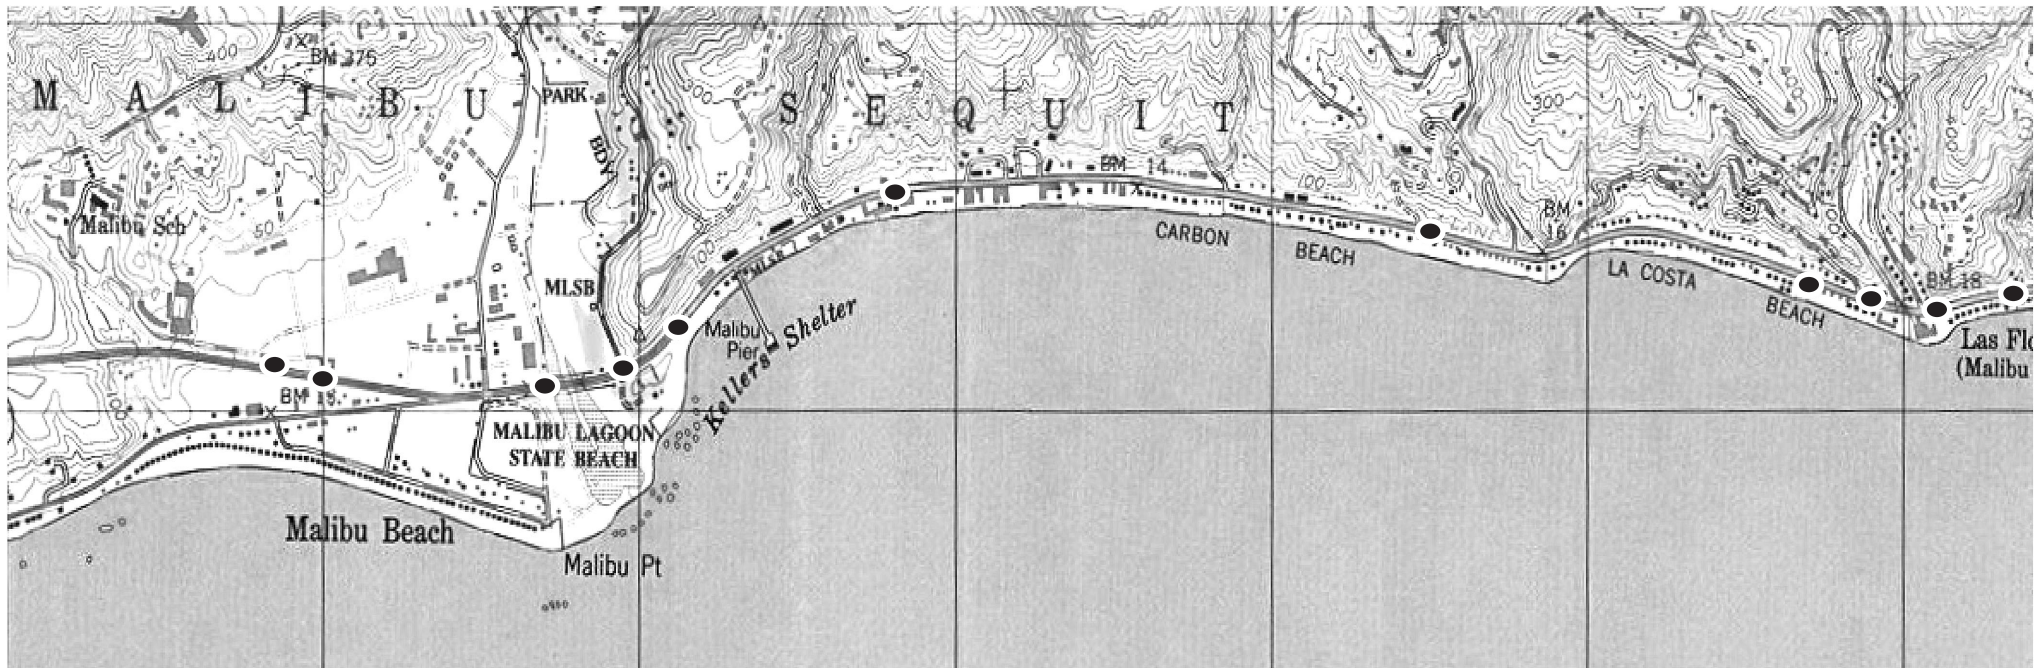 400
BM 375
400
M A L I B U
PARK
300
S E Q U I T
300
BDY
BM 14
100
Malibu Sch
50
BM
16
CARBON
BEACH
100
MLSB
MLSB
LA COSTA
BEACH
BM 18
Malibu
Pier
Kellers Shelter
Las Flo
(Malibu
100
BM
MALIBU LAGOON
STATE BEACH
Malibu Beach
Malibu Pt